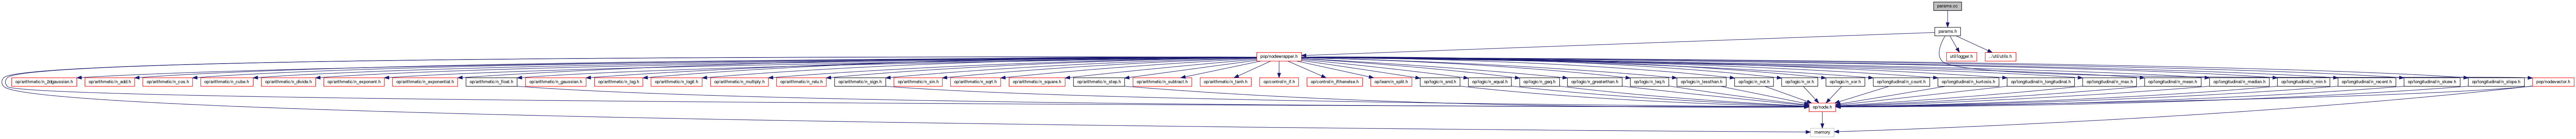 params.cc
params.h
pop/nodewrapper.h
util/logger.h
../util/utils.h
op/arithmetic/n_2dgaussian.h
op/arithmetic/n_add.h
op/arithmetic/n_cos.h
op/arithmetic/n_cube.h
op/arithmetic/n_divide.h
op/arithmetic/n_exponent.h
op/arithmetic/n_exponential.h
op/arithmetic/n_float.h
op/arithmetic/n_gaussian.h
op/arithmetic/n_log.h
op/arithmetic/n_logit.h
op/arithmetic/n_multiply.h
op/arithmetic/n_relu.h
op/arithmetic/n_sign.h
op/arithmetic/n_sin.h
op/arithmetic/n_sqrt.h
op/arithmetic/n_square.h
op/arithmetic/n_step.h
op/arithmetic/n_subtract.h
op/arithmetic/n_tanh.h
op/control/n_if.h
op/control/n_ifthenelse.h
op/learn/n_split.h
op/logic/n_and.h
op/logic/n_equal.h
op/logic/n_geq.h
op/logic/n_greaterthan.h
op/logic/n_leq.h
op/logic/n_lessthan.h
op/logic/n_not.h
op/logic/n_or.h
op/logic/n_xor.h
op/longitudinal/n_count.h
op/longitudinal/n_kurtosis.h
op/longitudinal/n_longitudinal.h
op/longitudinal/n_max.h
op/longitudinal/n_mean.h
op/longitudinal/n_median.h
op/longitudinal/n_min.h
op/longitudinal/n_recent.h
op/longitudinal/n_skew.h
op/longitudinal/n_slope.h
pop/nodevector.h
op/node.h
memory